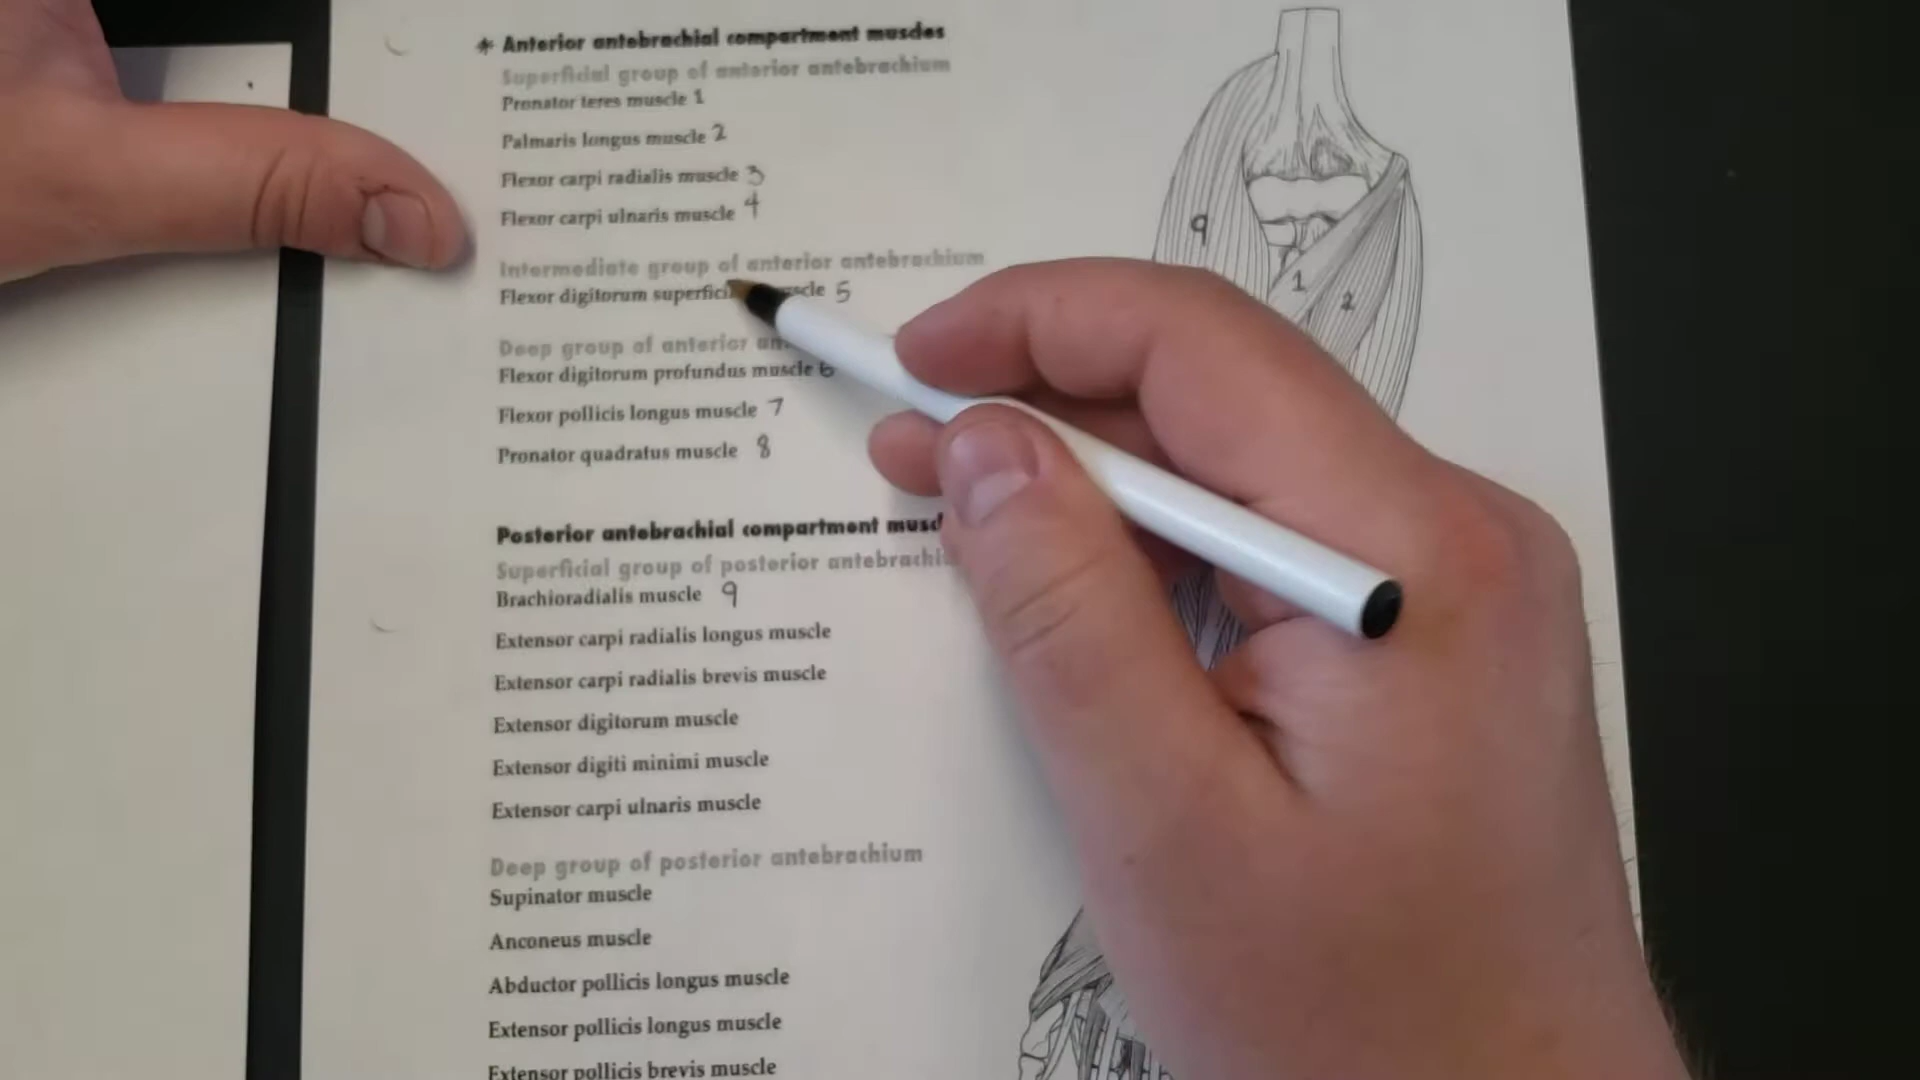 * Anterior antebrachial compartment muscles
Superficial group of anterior antebrachium
Pronator teres muscle 1
Palmaris longus muscle 2
Flexor carpi radialis muscle 3
Flexor carpi ulnaris muscle 4
Intermediate group of anterior antebrachium
Flexor digitorum 5
Deep group of anterior
Flexor digitorum profundus muscle 6
Flexor pollicis longus muscle 7
Pronator quadratus muscle 8
Posterior antebrachial compartment
Superficial group of posterior
Brachioradialis muscle 9
Extensor carpi radialis longus muscle
Extensor carpi radialis brevis muscle
Extensor digitorum muscle
Extensor digiti minimi muscle
Extensor carpi ulnaris muscle
Deep group of posterior antebrachium
Supinator muscle
Anconeus muscle
Abductor pollicis longus muscle
Extensor pollicis longus muscle
Extensor pollicis brevis muscle
9
1
2